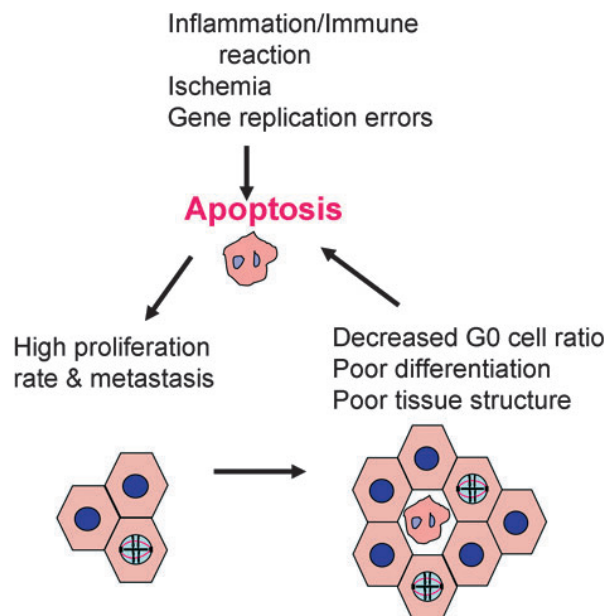 Inflammation/Immune
reaction
Ischemia
Gene replication errors
Apoptosis
High proliferation
rate & metastasis
Decreased G0 cell ratio
Poor differentiation
Poor tissue structure